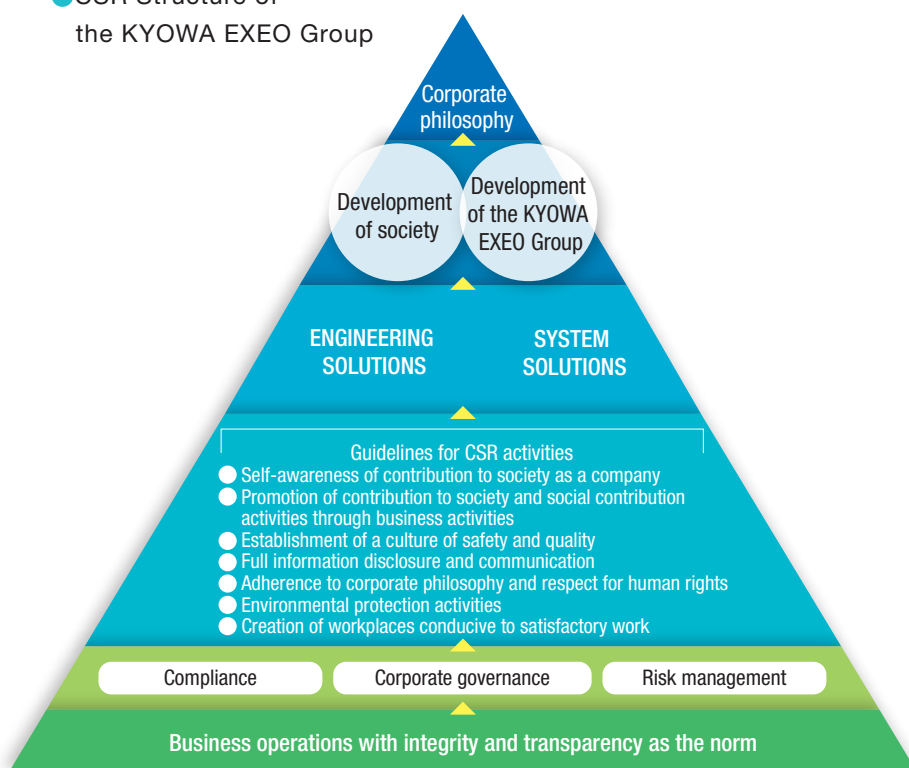 CSR Structure of
the KYOWA EXEO Group
Corporate
philosophy
Development
of society
Development
of the KYOWA
EXEO Group
ENGINEERING
SOLUTIONS
SYSTEM
SOLUTIONS
Guidelines for CSR activities
Self-awareness of contribution to society as a company
Promotion of contribution to society and social contribution
activities through business activities
Establishment of a culture of safety and quality
Full information disclosure and communication
Adherence to corporate philosophy and respect for human rights
Environmental protection activities
Creation of workplaces conducive to satisfactory work
Compliance
Corporate governance
Risk management
Business operations with integrity and transparency as the norm